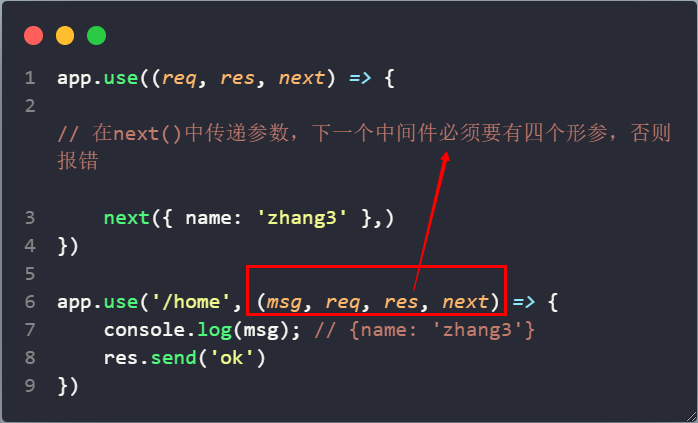 1 app.use((req, res, next) => {
2
// 在next()中传递参数，下一个中间件必须要有四个形参，否则
报错
3 next({ name: 'zhang3' },)
4 })
5
6 app.use('/home', (msg, req, res, next) => {
7 console.log(msg); // {name: 'zhang3'}
8 res.send('ok')
9 })